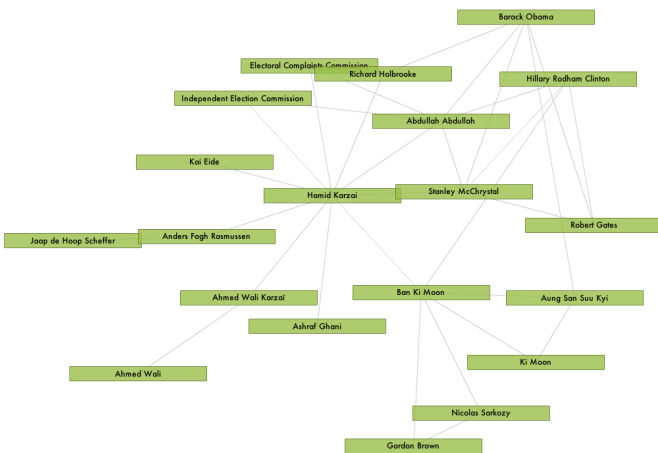 Barack Obama
Electoral Complaints Commission
Richard Holbrooke
Hillary Rodham Clinton
Independent Election Commission
Abdullah Abdullah
Kai Eide
Hamid Karzai
Stanley McChrystal
Robert Gates
Jaap de Hoop Scheffer
Anders Fogh Rasmussen
Ahmed Wali Karzaï
Ban Ki Moon
Aung San Suu Kyi
Ashraf Ghani
Ki Moon
Ahmed Wali
Nicolas Sarkozy
Gordon Brown